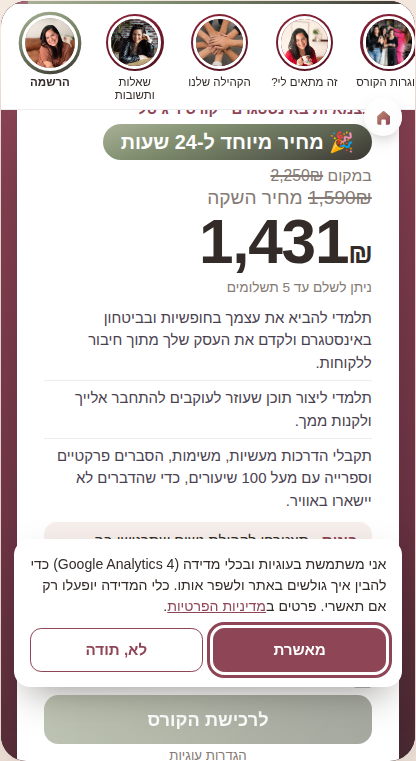 הרשמה
שאלות
ותשובות
הקהילה שלנו
זה מתאים לי?
וגרות הקורס
🎉 מחיר מיוחד ל-24 שעות
במקום 2,250₪
1,590₪ מחיר השקה
1,431₪
ניתן לשלם עד 5 תשלומים
תלמדי להביא את עצמך בחופשיות ובביטחון
באינסטגרם ולקדם את העסק שלך מתוך חיבור
ללקוחות.
תלמדי ליצור תוכן שעוזר לעוקבים להתחבר אלייך
ולקנות ממך.
תקבלי הדרכות מעשיות, משימות, הסברים פרקטיים
וספרייה עם מעל 100 שיעורים, כדי שהדברים לא
יישארו באוויר.
אני משתמשת בעוגיות ובכלי מדידה (Google Analytics 4) כדי
להבין איך גולשים באתר ולשפר אותו. כלי המדידה יופעלו רק
אם תאשרי. פרטים במדיניות הפרטיות.
מאשרת
לא, תודה
לרכישת הקורס
הגדרות עוגיות